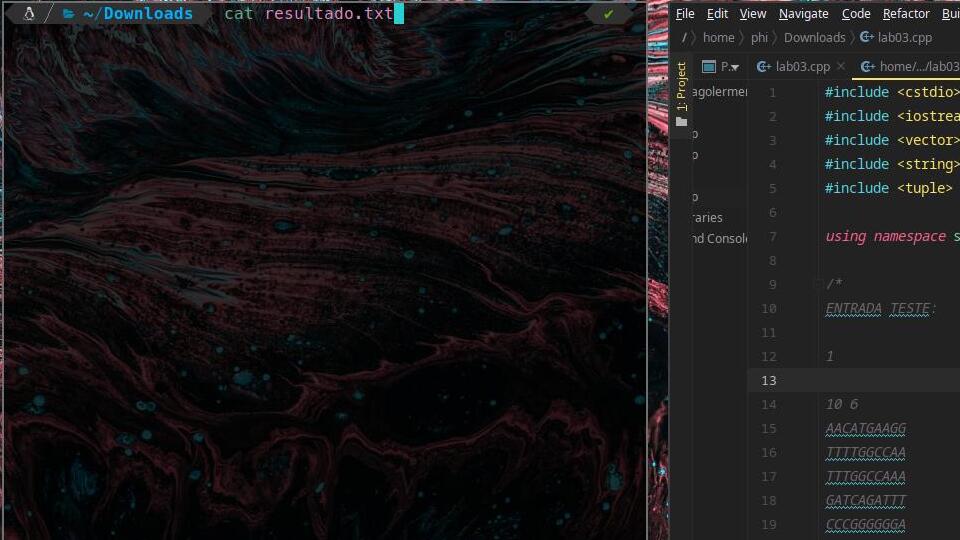 ~/Downloads cat resultado.txt ✔
File Edit View Navigate Code Refactor
/ home phi Downloads lab03.cpp
1: Project
P... lab03.cpp home/.../lab03
raries
nd Console
1 #include <cstdio>
2 #include <iostrea
3 #include <vector>
4 #include <string>
5 #include <tuple>
6
7 using namespace s
8
9 /*
10 ENTRADA TESTE:
11
12 1
13
14 10 6
15 AACATGAAGG
16 TTTTGGCCAA
17 TTTGGCCAAA
18 GATCAGATTT
19 CCCGGGGGGA